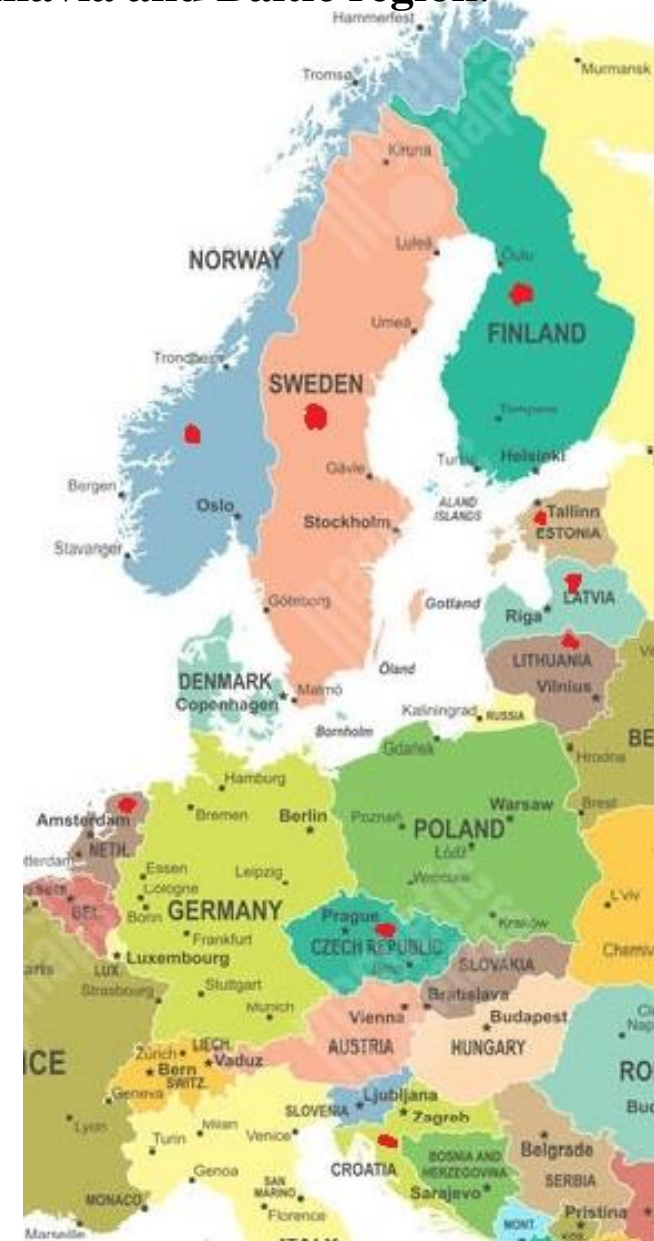 and Baltic region.
Hammerfest
Tromsø
Murmansk
Kiruna
NORWAY
Luleå
Oulu
Umeå
FINLAND
Trondheim
SWEDEN
Tampere
Gävle
Turku
Helsinki
Bergen
Oslo
ALAND
ISLANDS
Tallinn
ESTONIA
Stockholm
Stavanger
Göteborg
Gotland
LATVIA
Riga
LITHUANIA
Öland
DENMARK
Malmö
Vilnius
Copenhagen
Kaliningrad
RUSSIA
Bornholm
Gdańsk
BE
Hrodna
Hamburg
Bremen
Berlin
Amsterdam
Poznań
Warsaw
Brest
POLAND
NETH.
Łódź
Essen
Leipzig
Cologne
Wrocław
L'viv
BEL.
Bonn
GERMANY
Prague
Kraków
Frankfurt
CZECH REPUBLIC
Luxembourg
LUX.
SLOVAKIA
Strasbourg
Stuttgart
Bratislava
Munich
Vienna
Budapest
Zürich
LIECH.
AUSTRIA
HUNGARY
ICE
Bern
Vaduz
SWITZ.
RO
Geneva
Ljubljana
Buc
SLOVENIA
Zagreb
Lyon
Turin
Milan
Venice
Belgrade
CROATIA
BOSNIA AND
HERZEGOVINA
Genoa
SAN
MARINO
SERBIA
Sarajevo
MONACO
Florence
Pristina
MONT.
Marseille
ITALY